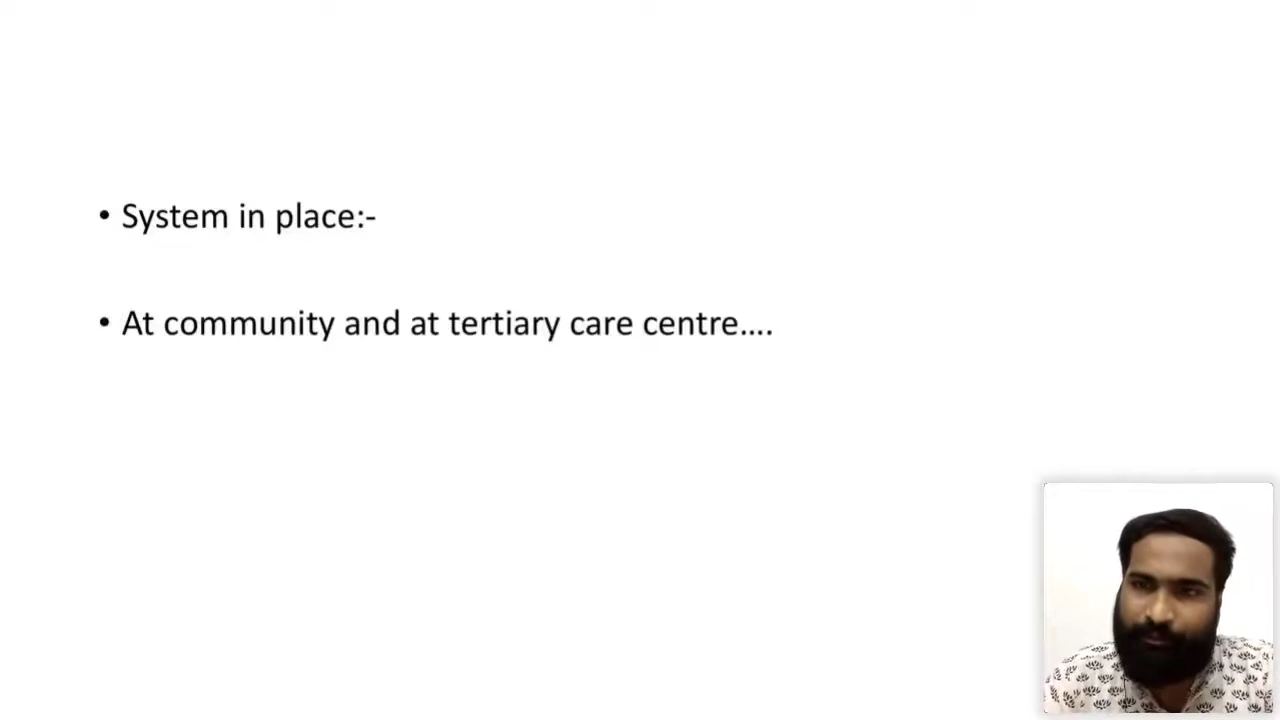 • System in place:-
• At community and at tertiary care centre....